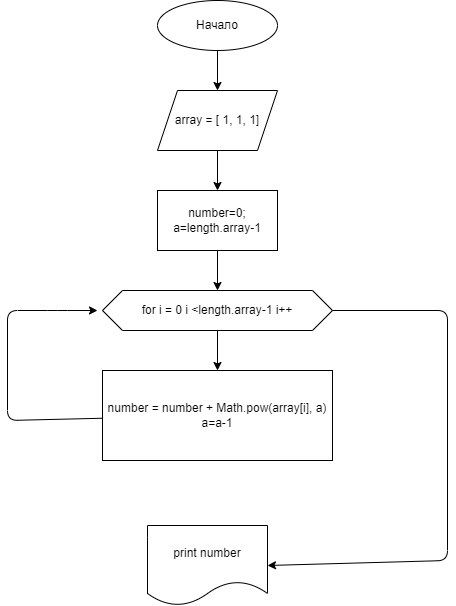 Начало
array = [ 1, 1, 1]
number=0;
a=length.array-1
for i = 0 i <length.array-1 i++
number = number + Math.pow(array[i], a)
a=a-1
print number